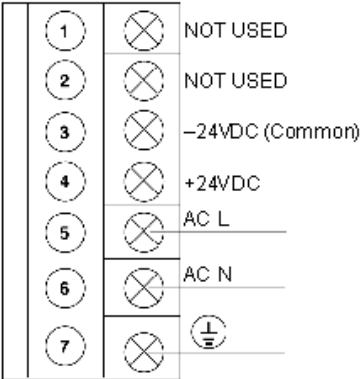 1 NOT USED
2 NOT USED
3 –24VDC (Common)
4 +24VDC
5 AC L
6 AC N
7